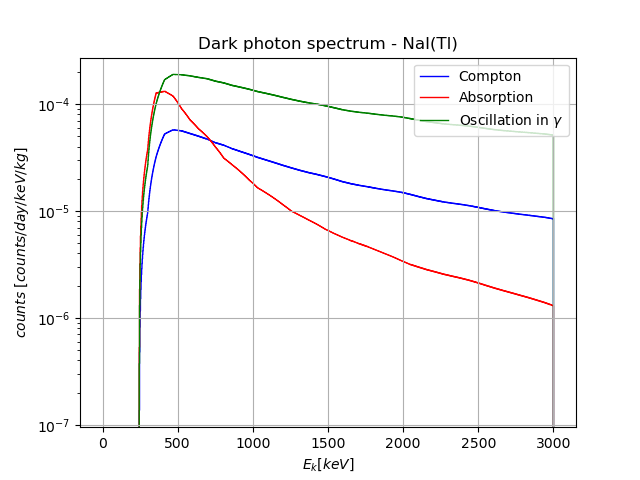 Dark photon spectrum - NaI(Tl)
Compton
Absorption
Oscillation in γ
counts [counts/day/keV/kg]
10⁻⁴
10⁻⁵
10⁻⁶
10⁻⁷
0 500 1000 1500 2000 2500 3000
E_k[keV]